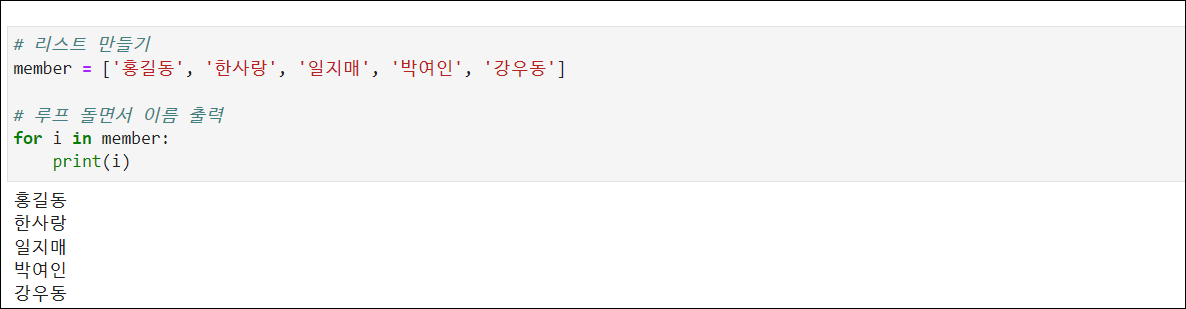 # 리스트 만들기
member = ['홍길동', '한사랑', '일지매', '박여인', '강우동']
# 루프 돌면서 이름 출력
for i in member:
    print(i)
홍길동
한사랑
일지매
박여인
강우동